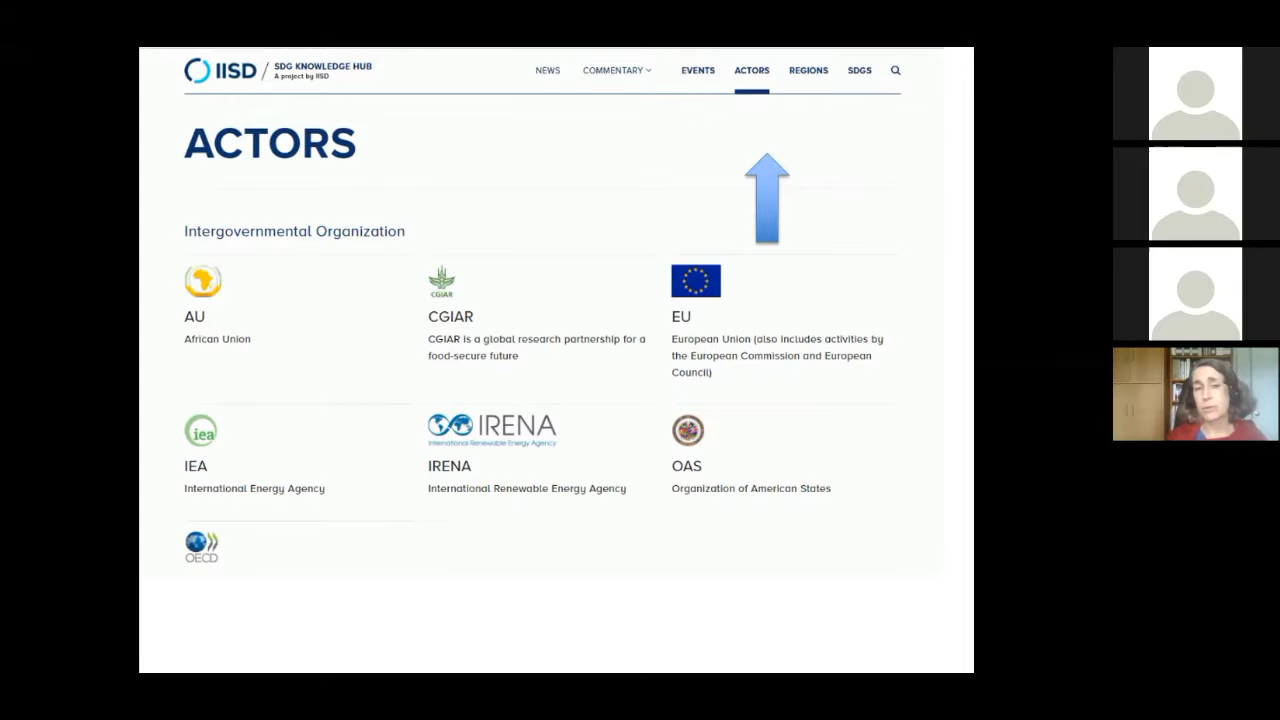 IISD / SDG KNOWLEDGE HUB
A project by IISD
NEWS COMMENTARY EVENTS ACTORS REGIONS SDGS
ACTORS
Intergovernmental Organization
CGIAR
AU CGIAR EU
African Union
CGIAR is a global research partnership for a
food-secure future
European Union (also includes activities by
the European Commission and European
Council)
iea
IRENA
International Renewable Energy Agency
IEA IRENA OAS
International Energy Agency International Renewable Energy Agency Organization of American States
OECD